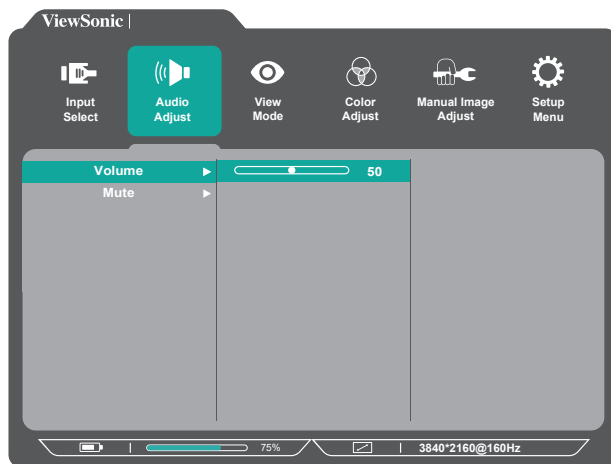 ViewSonic
Input
Select
Audio
Adjust
View
Mode
Color
Adjust
Manual Image
Adjust
Setup
Menu
Volume
50
Mute
75%
3840*2160@160Hz